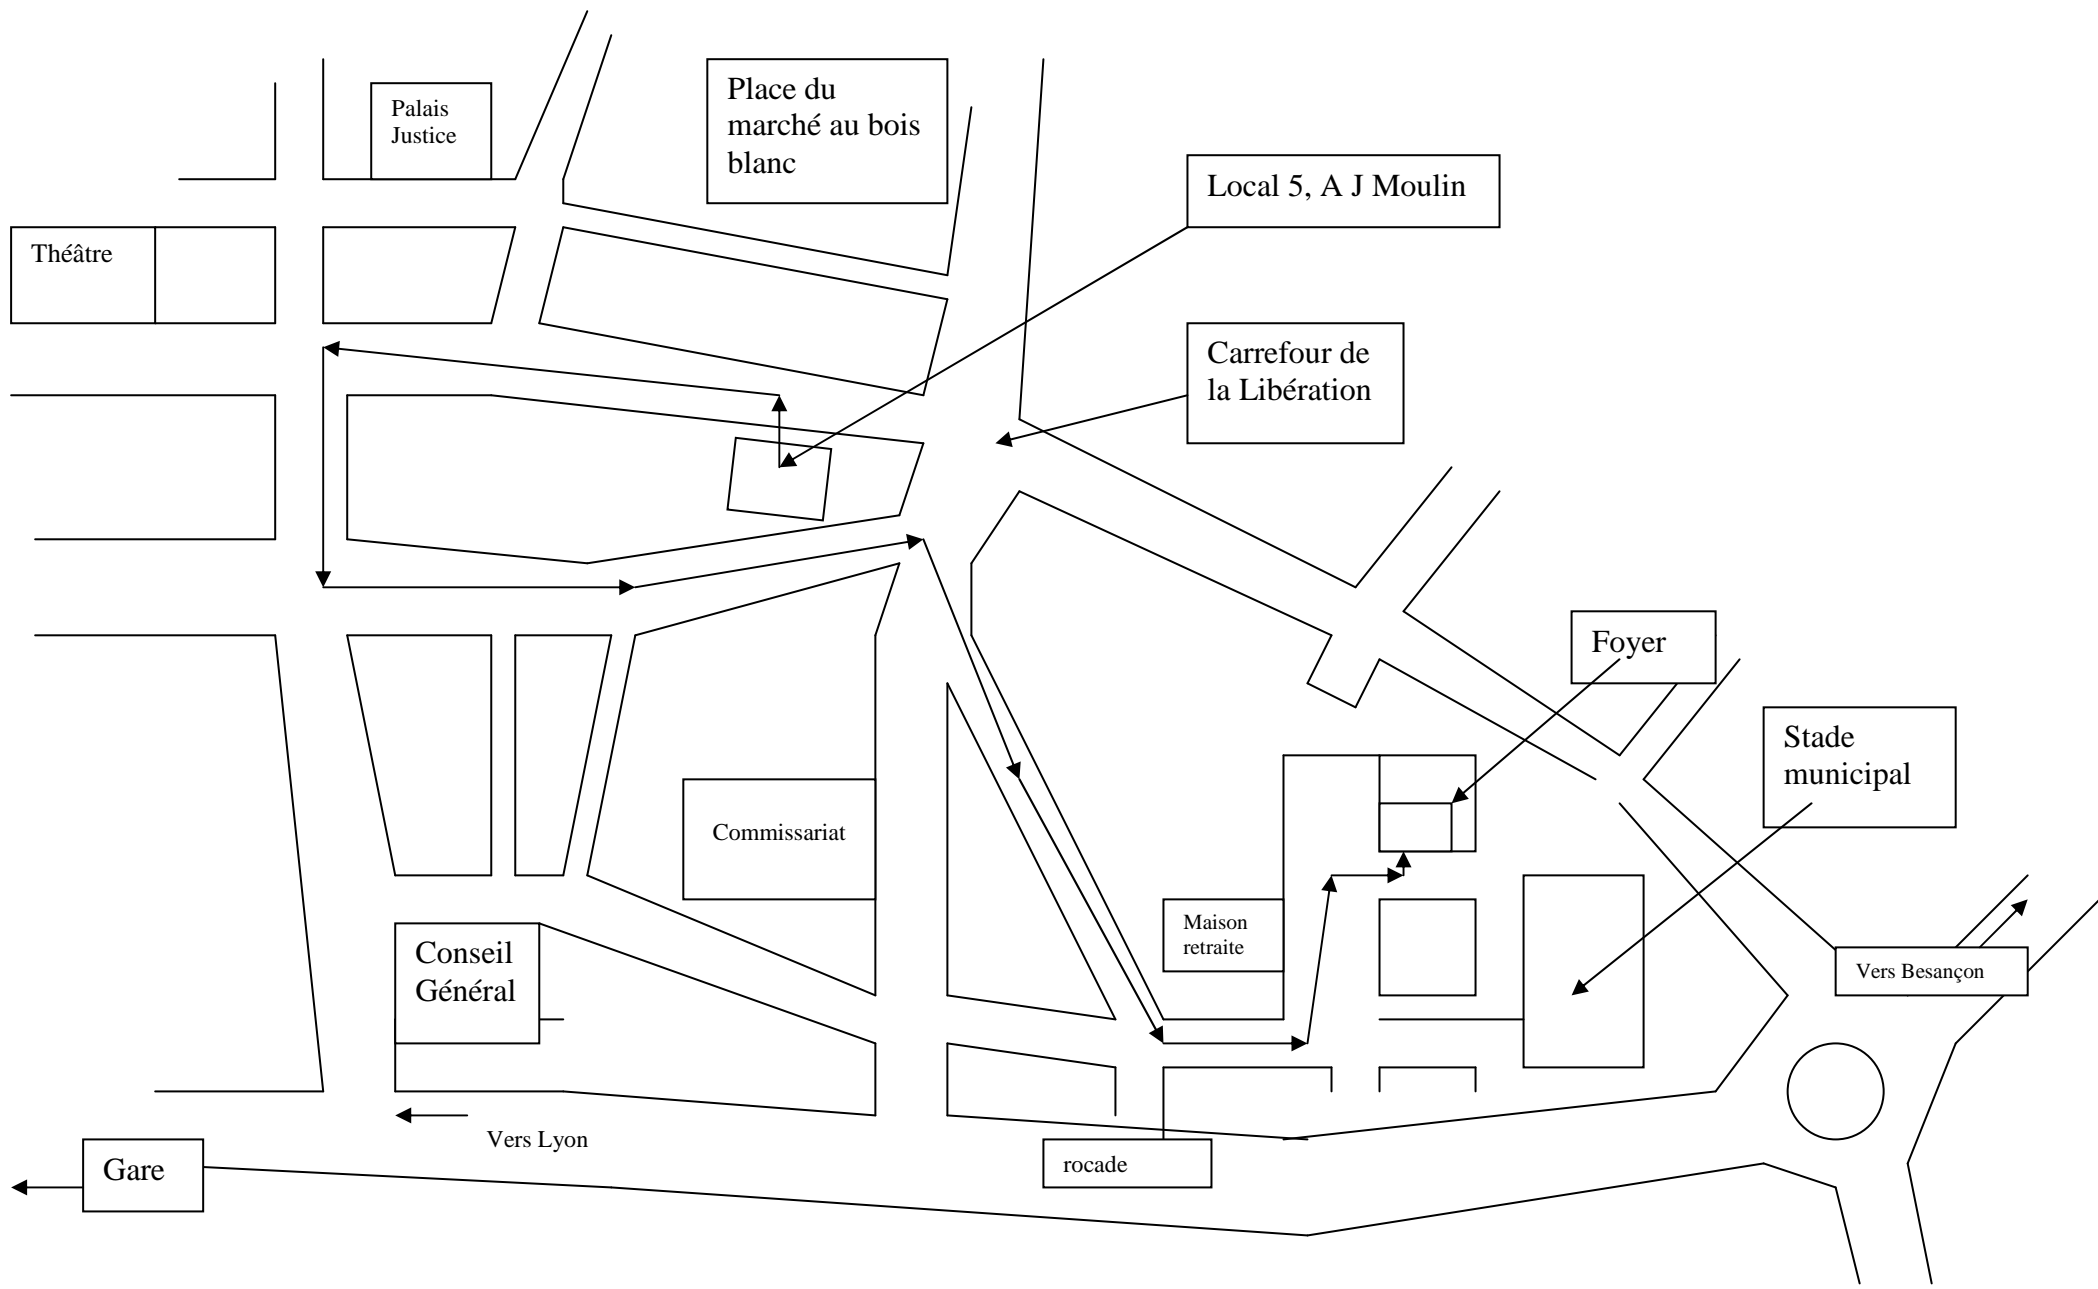 Palais
Justice
Place du
marché au bois
blanc
Local 5, A J Moulin
Théâtre
Carrefour de
la Libération
Foyer
Stade
municipal
Commissariat
Maison
retraite
Conseil
Général
Vers Besançon
Vers Lyon
Gare
rocade